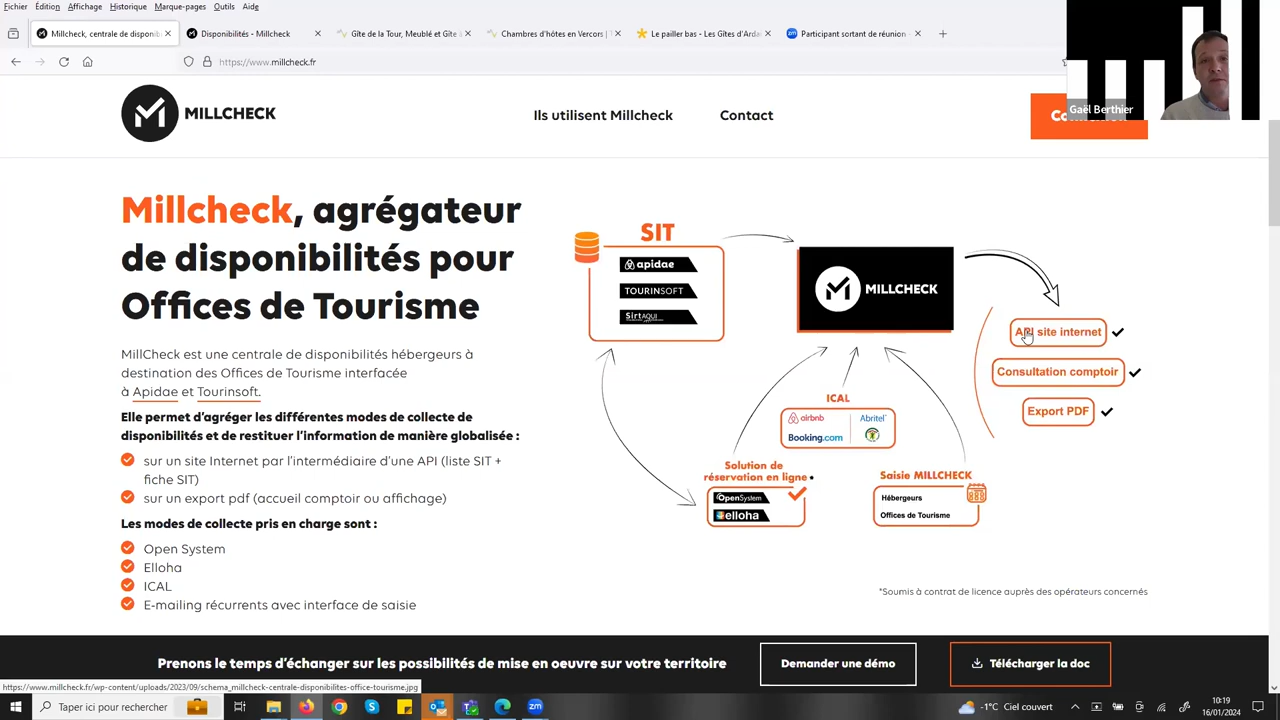 Fichier Édition Affichage Historique Marque-pages Outils Aide
Millcheck, centrale de disponib
Disponibilités - Millcheck
Gîte de la Tour, Meublé et Gîte
Chambres d'hôtes en Vercors |
Le pailler bas - Les Gîtes d'Arda
Participant sortant de réunion -
https://www.millcheck.fr
Gaël Berthier
MILLCHECK
Ils utilisent Millcheck
Contact
Millcheck, agrégateur
de disponibilités pour
Offices de Tourisme
MillCheck est une centrale de disponibilités hébergeurs à
destination des Offices de Tourisme interfacée
à Apidae et Tourinsoft.
Elle permet d'agréger les différentes modes de collecte de
disponibilités et de restituer l'information de manière globalisée :
sur un site Internet par l'intermédiaire d'une API (liste SIT +
fiche SIT)
sur un export pdf (accueil comptoir ou affichage)
Les modes de collecte pris en charge sont :
Open System
Elloha
ICAL
E-mailing récurrents avec interface de saisie
SIT
apidae
TOURINSOFT
SirtAQUI
MILLCHECK
API site internet
Consultation comptoir
Export PDF
ICAL
airbnb
Abritel
Booking.com
Solution de
réservation en ligne
OpenSystem
elloha
Saisie MILLCHECK
Hébergeurs
Offices de Tourisme
*Soumis à contrat de licence auprès des opérateurs concernés
Prenons le temps d'échanger sur les possibilités de mise en oeuvre sur votre territoire
Demander une démo
Télécharger la doc
https://www.millcheck.fr/wp-content/uploads/2023/09/schema_millcheck-centrale-disponibilites-office-tourisme.jpg
Taper ici pour rechercher
-1°C Ciel couvert
10:19
16/01/2024